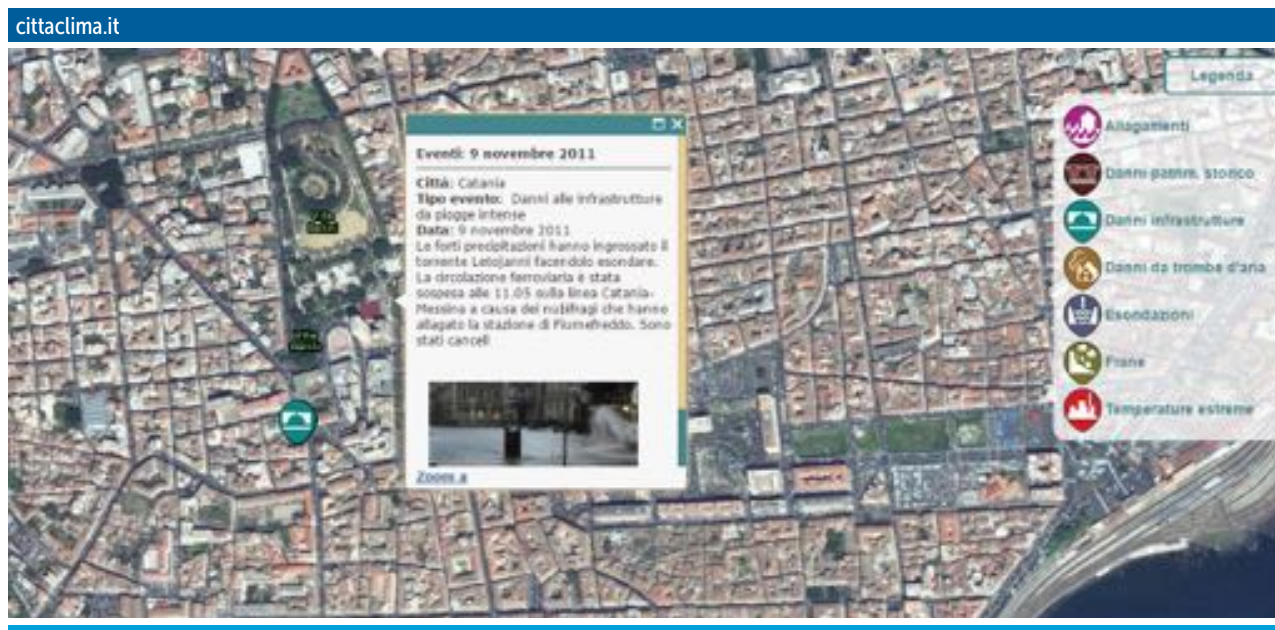 cittaclima.it
Legenda
Allagamenti
Danni patrim. storico
Danni infrastrutture
Danni da trombe d'aria
Esondazioni
Frane
Temperature estreme
Eventi: 9 novembre 2011
Città: Catania
Tipo evento: Danni alle infrastrutture
da piogge intense
Data: 9 novembre 2011
Le forti precipitazioni hanno ingrossato il
torrente Letojanni facendolo esondare.
La circolazione ferroviaria è stata
sospesa alle 11.05 sulla linea Catania-
Messina a causa dei nubifragi che hanno
allagato la stazione di Fiumefreddo. Sono
stati cancell
Zoom a